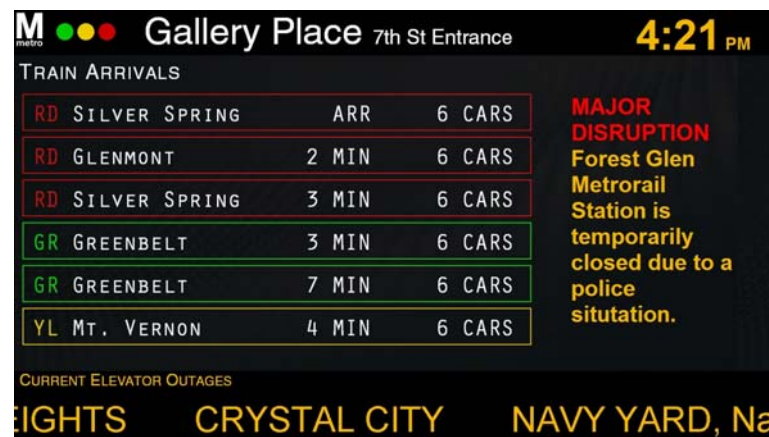 M metro Gallery Place 7th St Entrance 4:21 PM
TRAIN ARRIVALS
RD SILVER SPRING ARR 6 CARS
RD GLENMONT 2 MIN 6 CARS
RD SILVER SPRING 3 MIN 6 CARS
GR GREENBELT 3 MIN 6 CARS
GR GREENBELT 7 MIN 6 CARS
YL MT. VERNON 4 MIN 6 CARS
MAJOR
DISRUPTION
Forest Glen
Metrorail
Station is
temporarily
closed due to a
police
situtation.
CURRENT ELEVATOR OUTAGES
EIGHTS CRYSTAL CITY NAVY YARD, Na